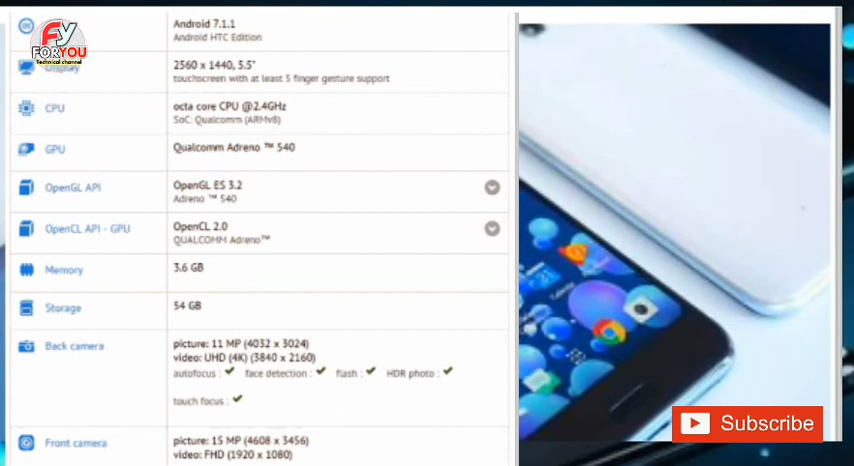 Android 7.1.1
Android HTC Edition
FY
FORYOU
Technical channel
Display
2560 x 1440, 5.5"
touchscreen with at least 5 finger gesture support
CPU
octa core CPU @2.4GHz
SoC: Qualcomm (ARMv8)
GPU
Qualcomm Adreno ™ 540
OpenGL API
OpenGL ES 3.2
Adreno ™ 540
OpenCL API - GPU
OpenCL 2.0
QUALCOMM Adreno™
Memory
3.6 GB
Storage
54 GB
Back camera
picture: 11 MP (4032 x 3024)
video: UHD (4K) (3840 x 2160)
autofocus : ✔ face detection : ✔ flash : ✔ HDR photo : ✔
touch focus : ✔
Front camera
picture: 15 MP (4608 x 3456)
video: FHD (1920 x 1080)
31
Subscribe